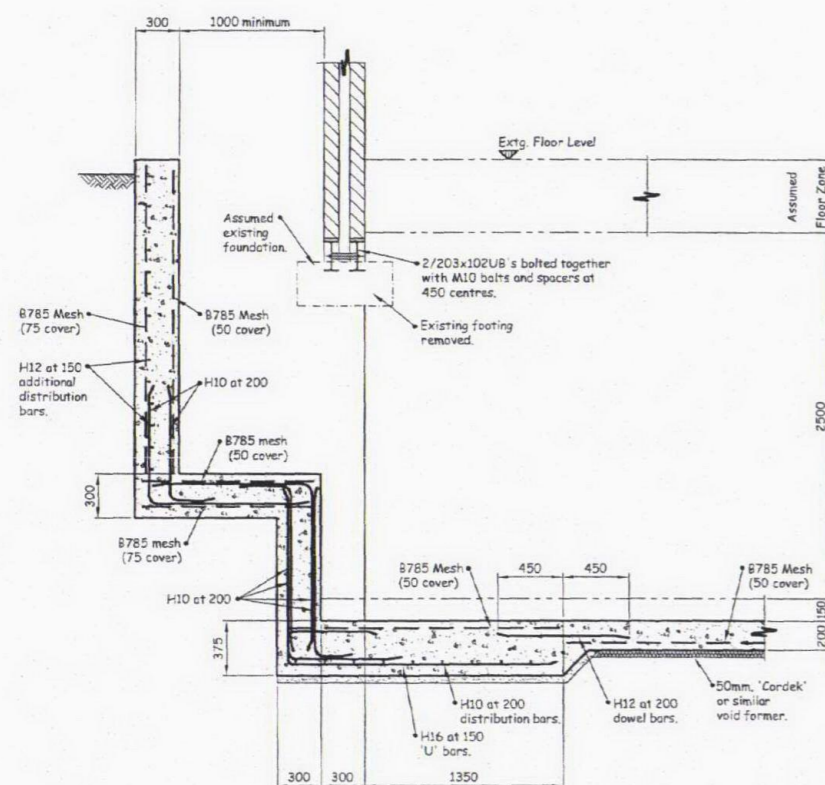 300
1000 minimum
Extg. Floor Level
Assumed
Floor Zone
Assumed
existing
foundation.
2/203x102UB's bolted together
with M10 bolts and spacers at
450 centres.
Existing footing
removed.
B785 Mesh
(75 cover)
B785 Mesh
(50 cover)
H12 at 150
additional
distribution
bars.
H10 at 200
2500
B785 mesh
(50 cover)
300
B785 mesh
(75 cover)
H10 at 200
B785 Mesh
(50 cover)
450
450
B785 Mesh
(50 cover)
150
200
375
H10 at 200
distribution bars.
H12 at 200
dowel bars.
50mm. 'Cordek'
or similar
void former.
H16 at 150
'U' bars.
300
300
1350